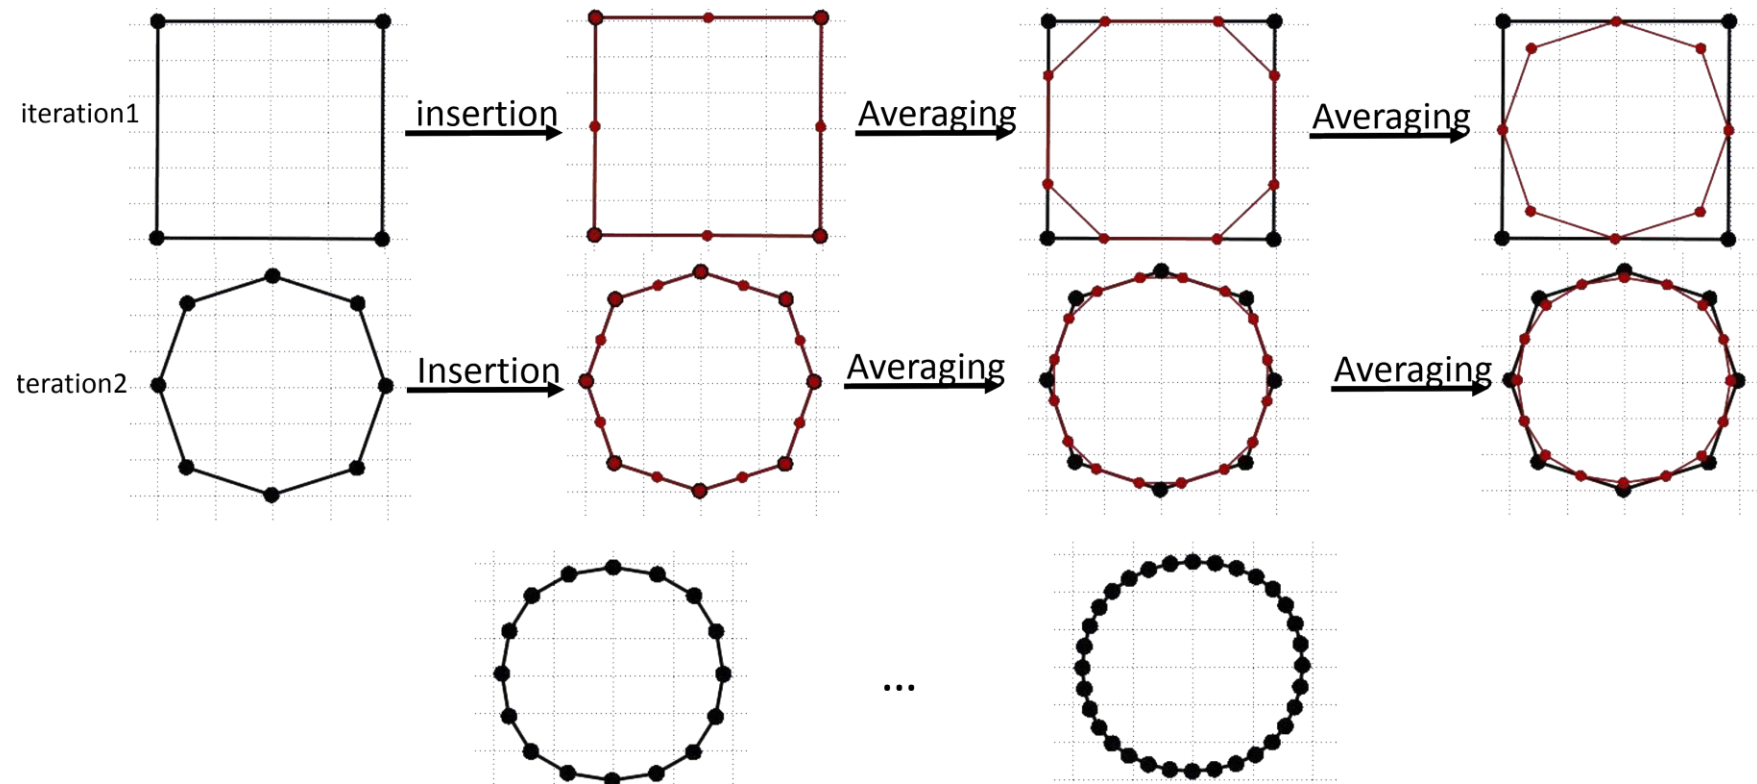 iteration1
insertion
Averaging
Averaging
teration2
Insertion
Averaging
Averaging
...